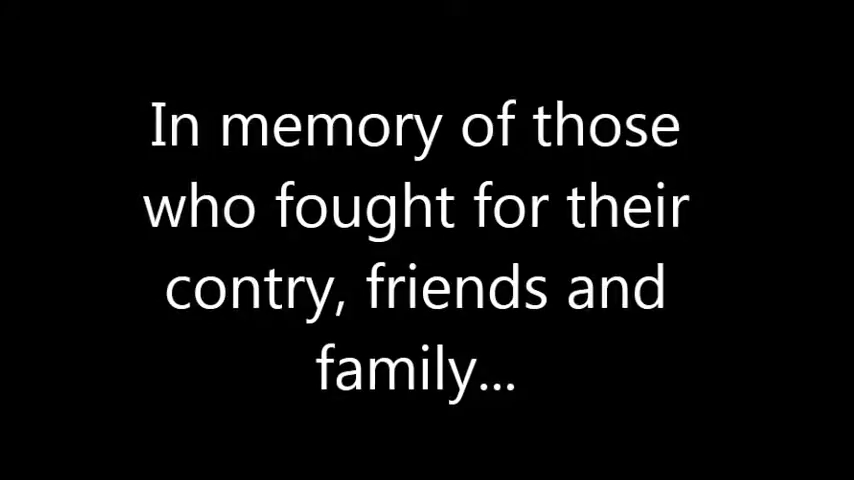 In memory of those
who fought for their
contry, friends and
family...